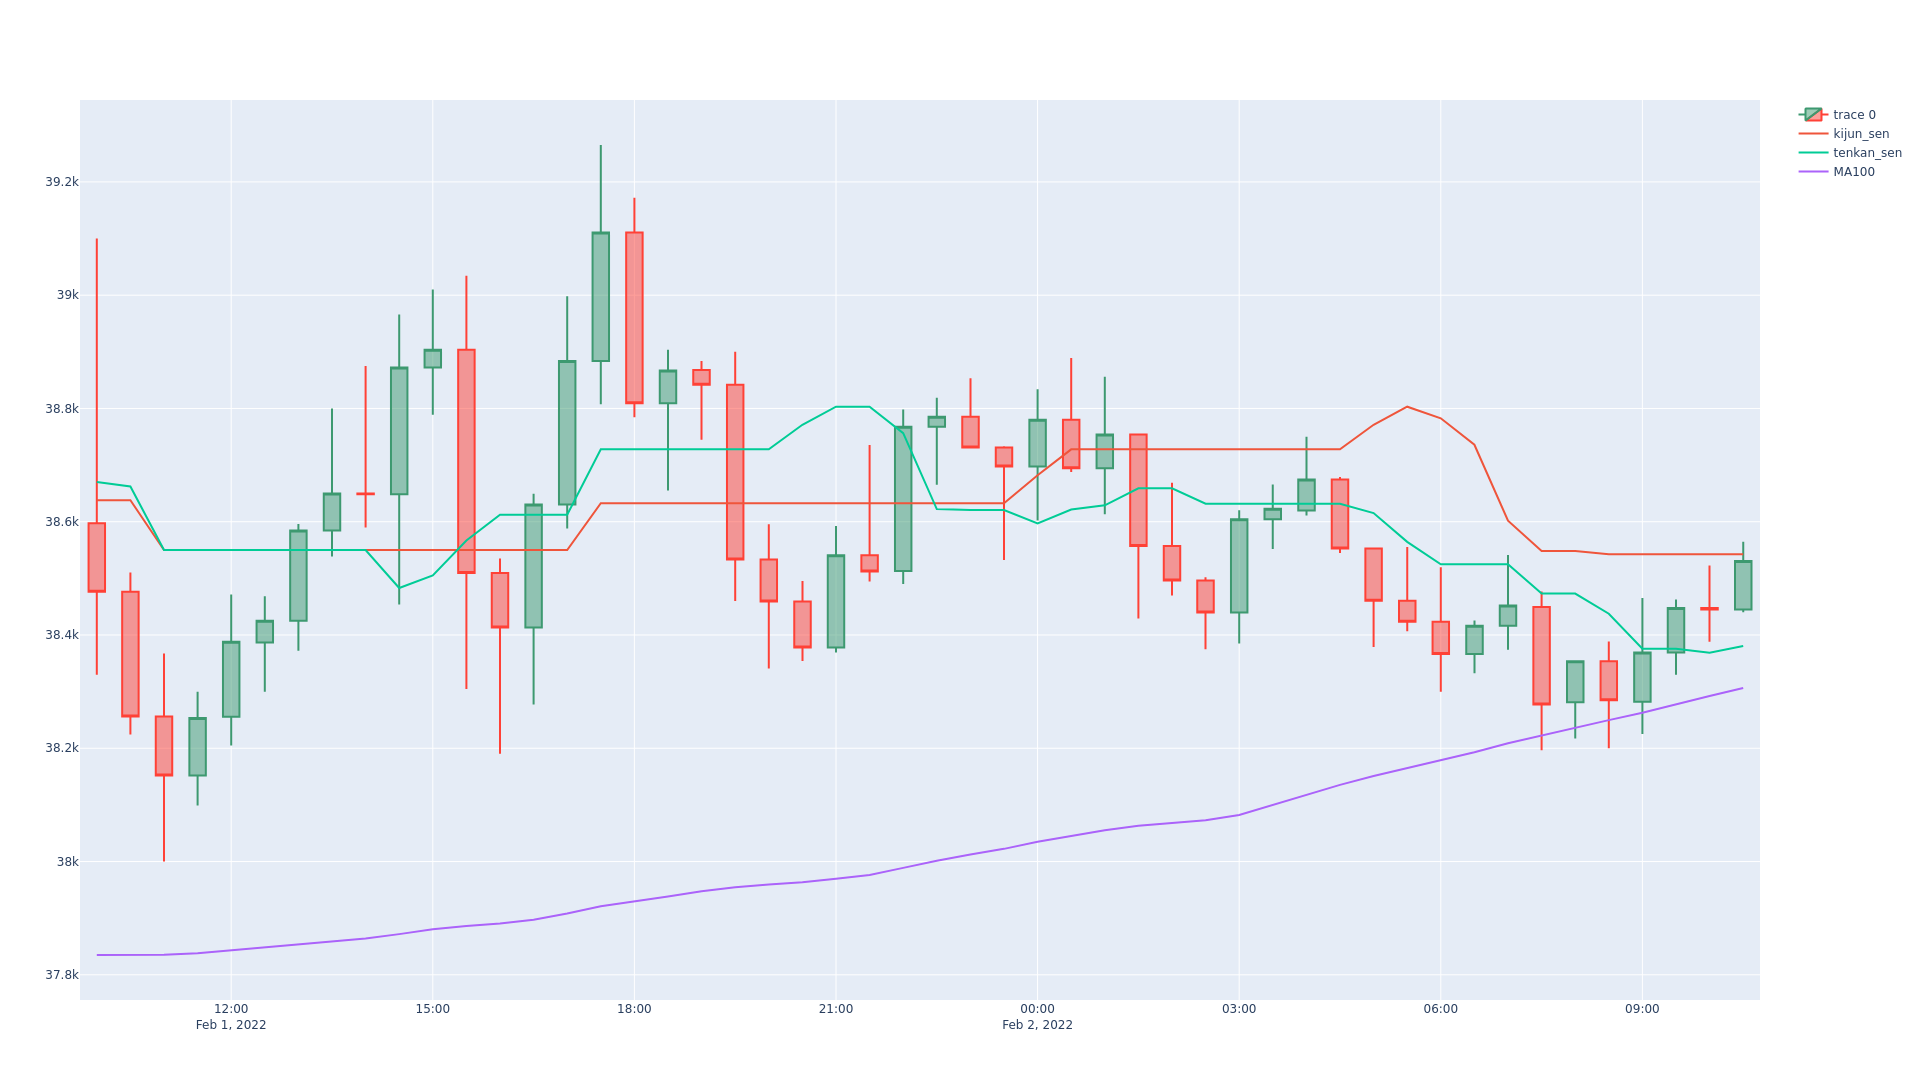 trace 0
kijun_sen
tenkan_sen
MA100
39.2k
39k
38.8k
38.6k
38.4k
38.2k
38k
37.8k
12:00
Feb 1, 2022
15:00
18:00
21:00
00:00
Feb 2, 2022
03:00
06:00
09:00